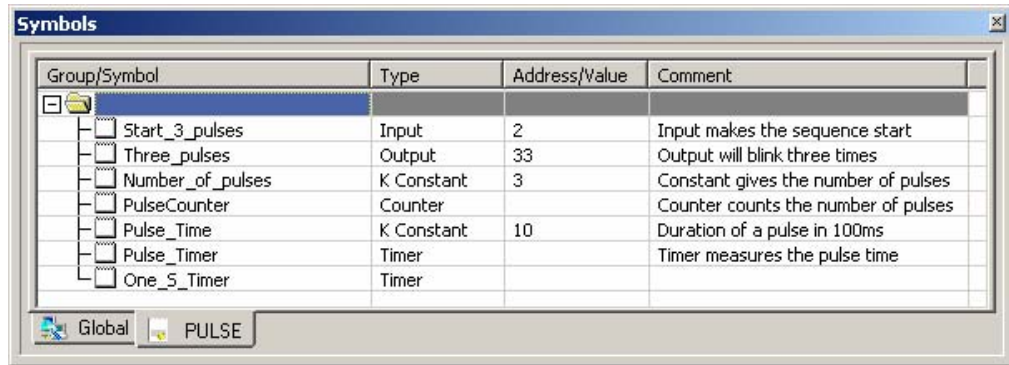 Symbols
Group/Symbol Type Address/Value Comment
Start_3_pulses Input 2 Input makes the sequence start
Three_pulses Output 33 Output will blink three times
Number_of_pulses K Constant 3 Constant gives the number of pulses
PulseCounter Counter Counter counts the number of pulses
Pulse_Time K Constant 10 Duration of a pulse in 100ms
Pulse_Timer Timer Timer measures the pulse time
One_S_Timer Timer
Global PULSE